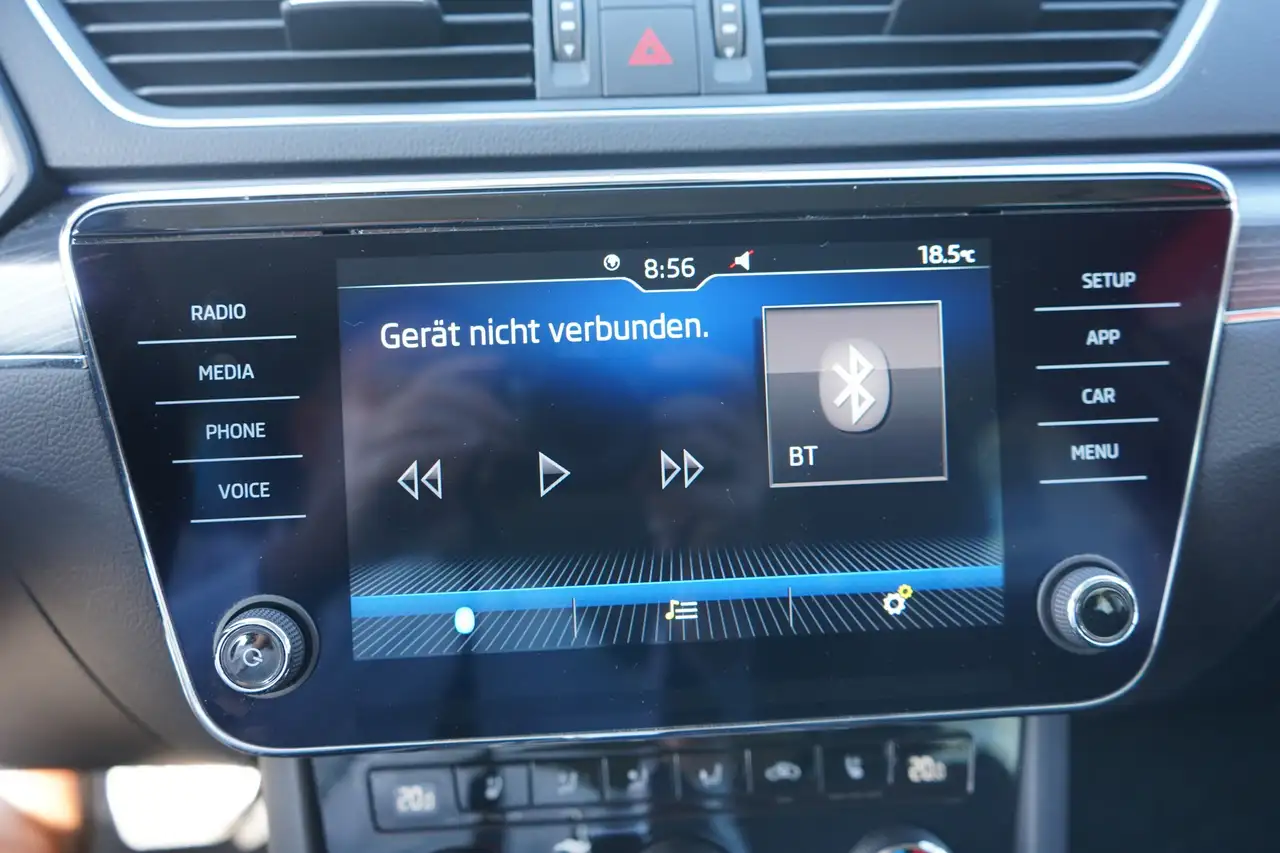 8:56
18.5°C
Gerät nicht verbunden.
BT
RADIO
MEDIA
PHONE
VOICE
SETUP
APP
CAR
MENU
20.0
20.0